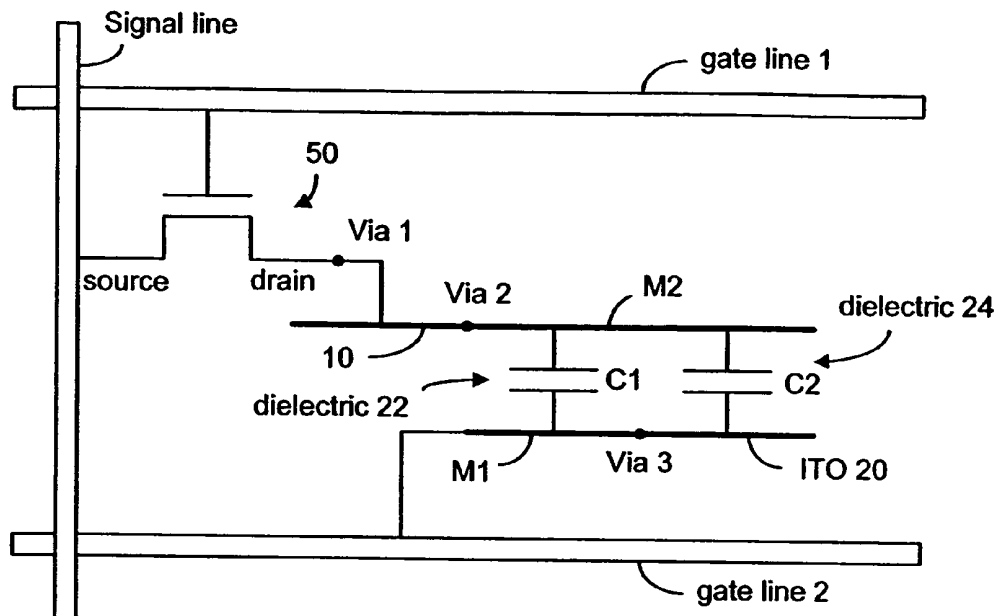 Signal line
gate line 1
50
Via 1
source
drain
Via 2
M2
dielectric 24
10
C1
C2
dielectric 22
M1
Via 3
ITO 20
gate line 2